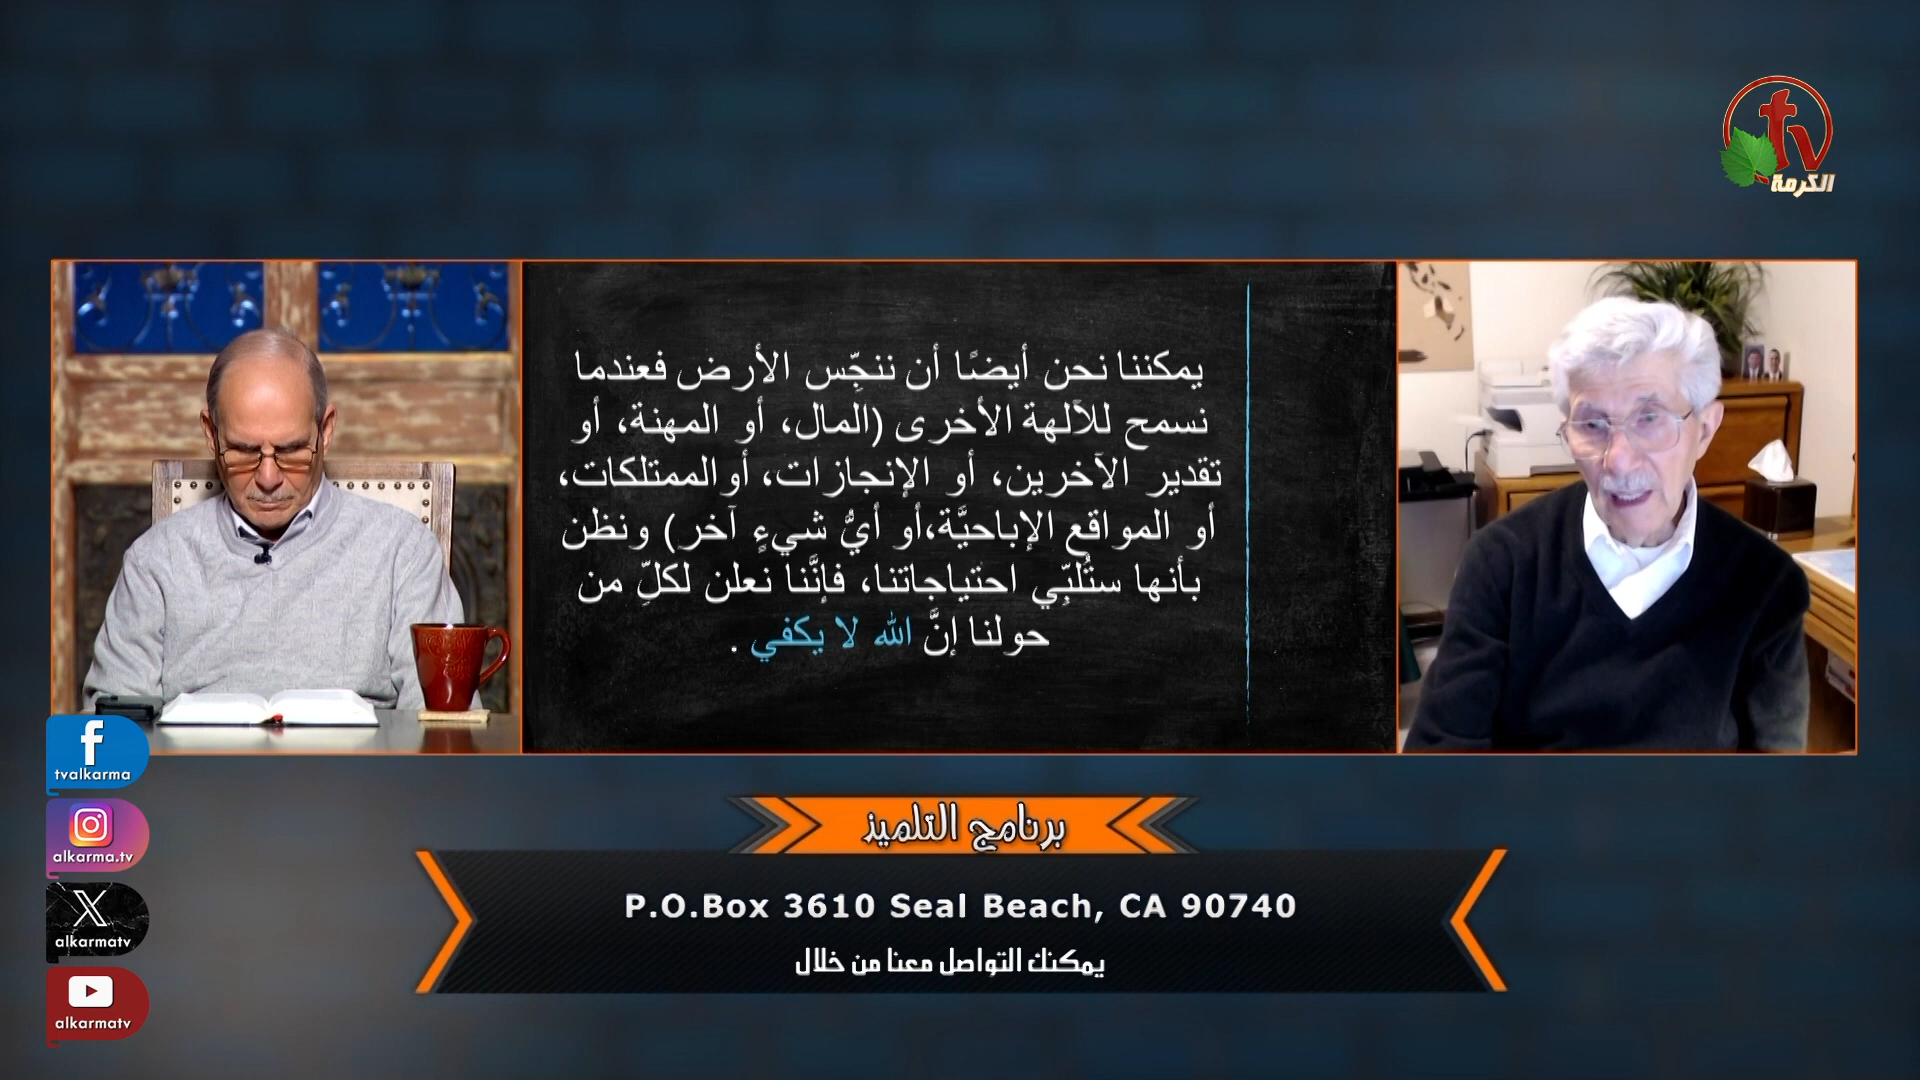 tv
الكرمة
يمكننا نحن أيضًا أن ننجِّس الأرض فعندما
نسمح للآلهة الأخرى (المال، أو المهنة، أو
تقدير الآخرين، أو الإنجازات، أوالممتلكات،
أو المواقع الإباحيَّة،أو أيُّ شيءٍ آخر) ونظن
بأنها ستُلبِّي احتياجاتنا، فإنَّنا نعلن لكلِّ من
حولنا إنَّ الله لا يكفي .
tvalkarma
alkarma.tv
alkarmatv
alkarmatv
برنامج التلميذ
P.O.Box 3610 Seal Beach, CA 90740
يمكنك التواصل معنا من خلال